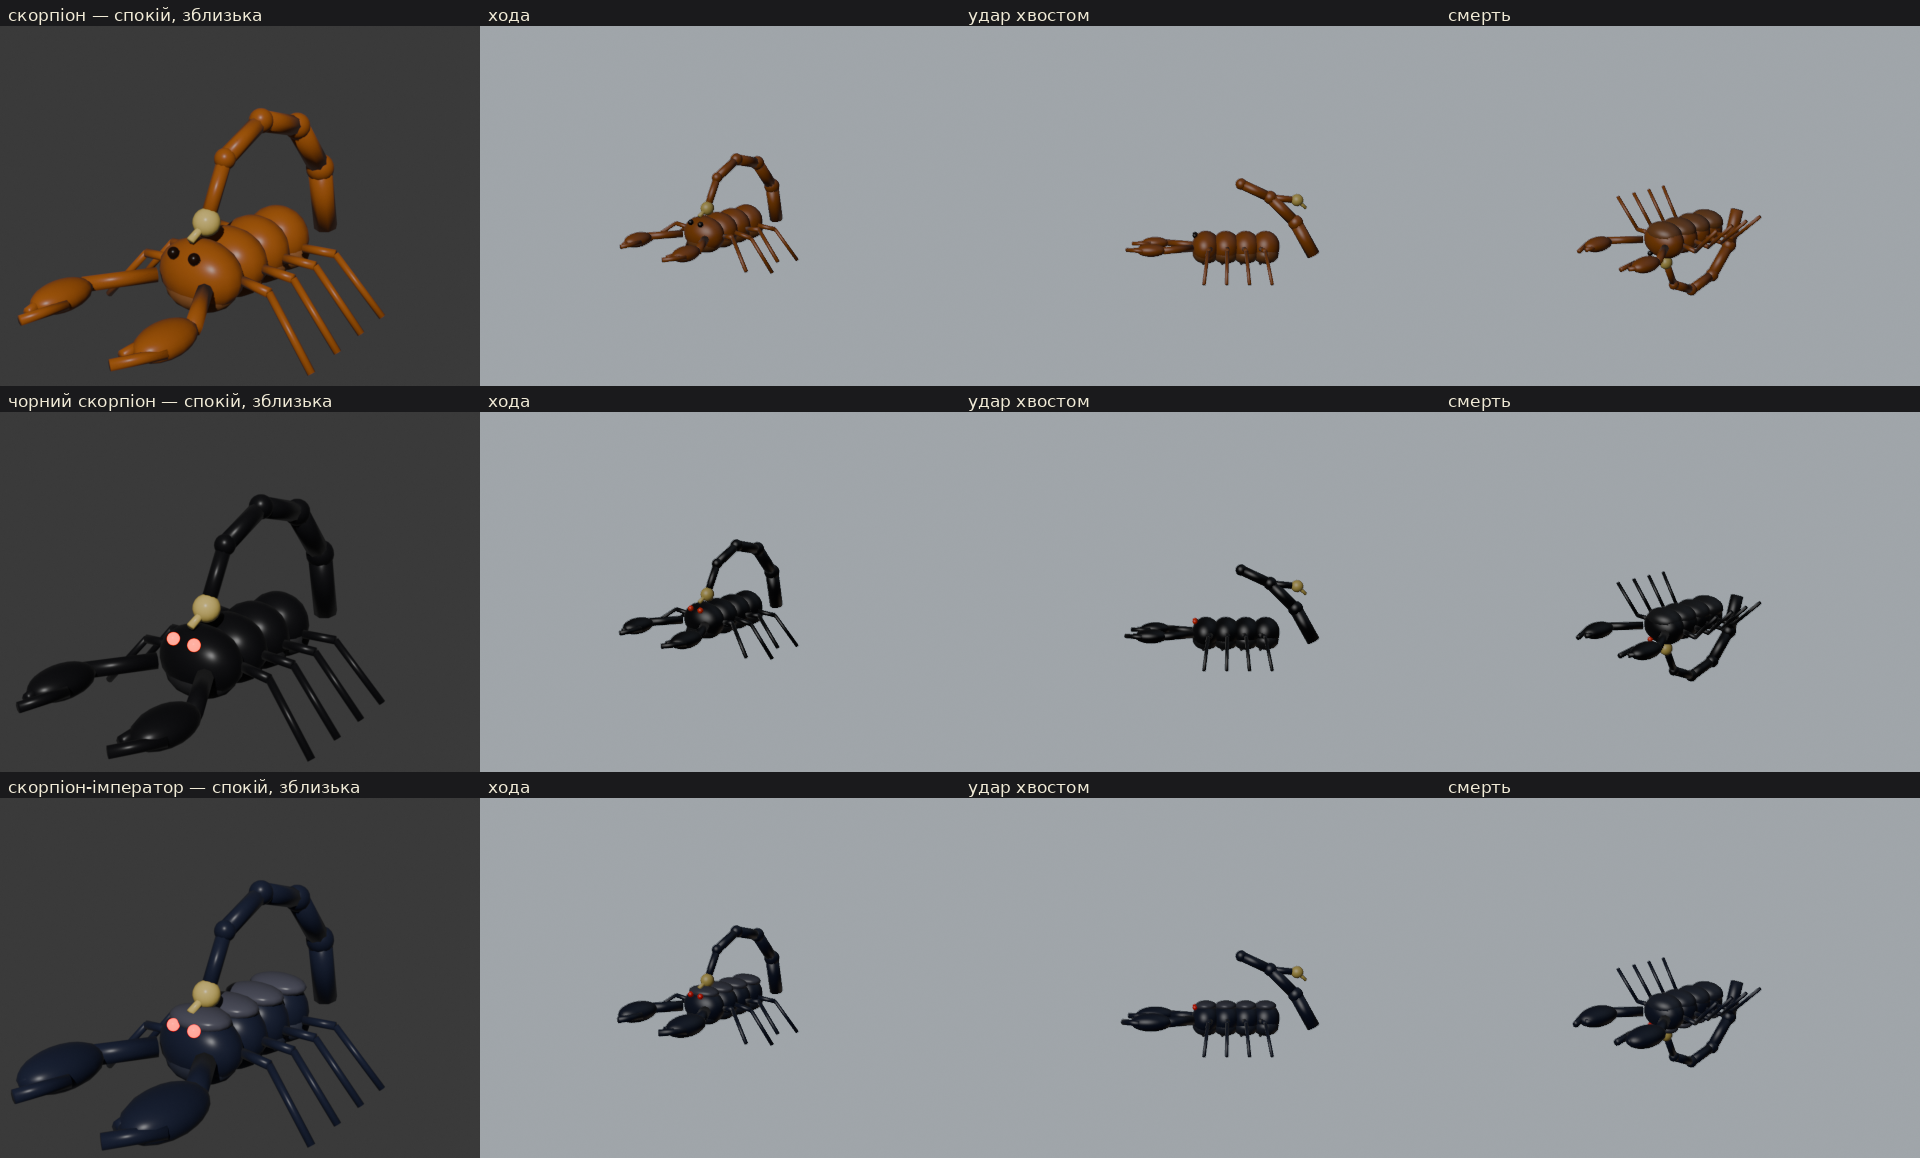 скорпіон — спокій, зблизька
хода
удар хвостом
смерть
чорний скорпіон — спокій, зблизька
хода
удар хвостом
смерть
скорпіон-імператор — спокій, зблизька
хода
удар хвостом
смерть